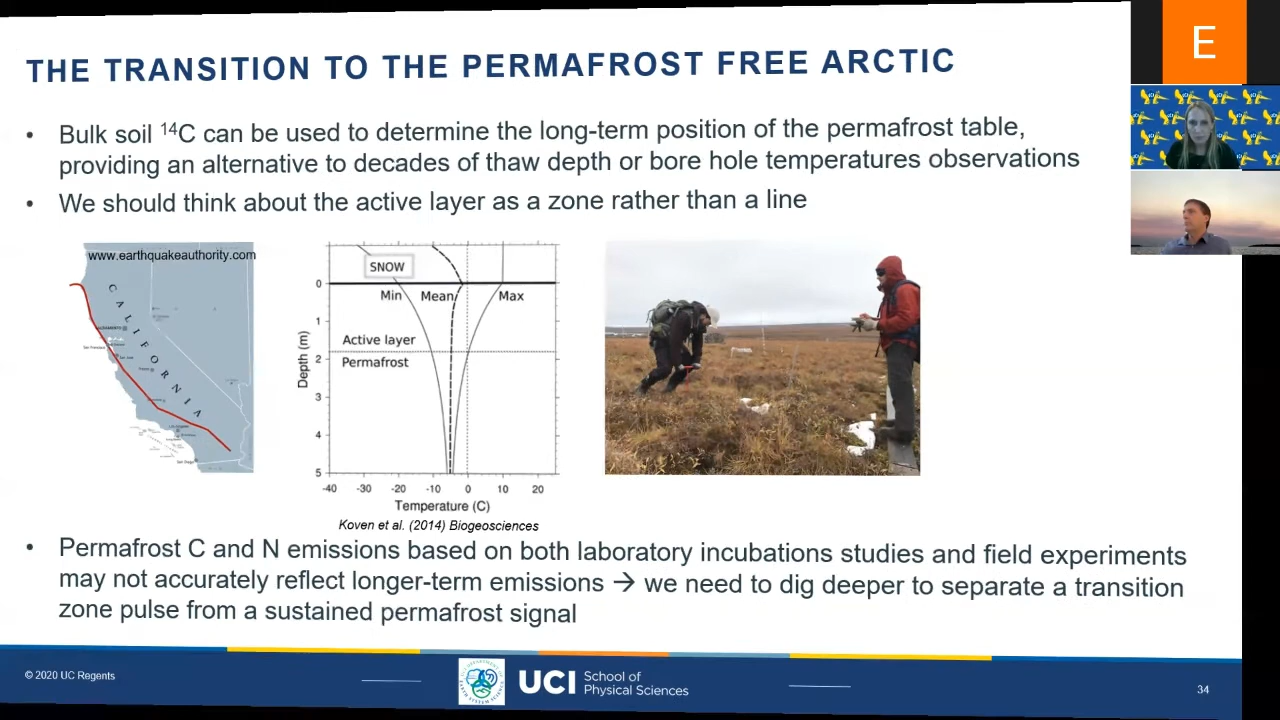 THE TRANSITION TO THE PERMAFROST FREE ARCTIC
E
• Bulk soil ¹⁴C can be used to determine the long-term position of the permafrost table,
providing an alternative to decades of thaw depth or bore hole temperatures observations
• We should think about the active layer as a zone rather than a line
www.earthquakeauthority.com
CALIFORNIA
SNOW
Min Mean Max
Active layer
Permafrost
Depth (m)
0
1
2
3
4
5
-40 -30 -20 -10 0 10 20
Temperature (C)
Koven et al. (2014) Biogeosciences
• Permafrost C and N emissions based on both laboratory incubations studies and field experiments
may not accurately reflect longer-term emissions → we need to dig deeper to separate a transition
zone pulse from a sustained permafrost signal
© 2020 UC Regents
UCI School of
Physical Sciences
34